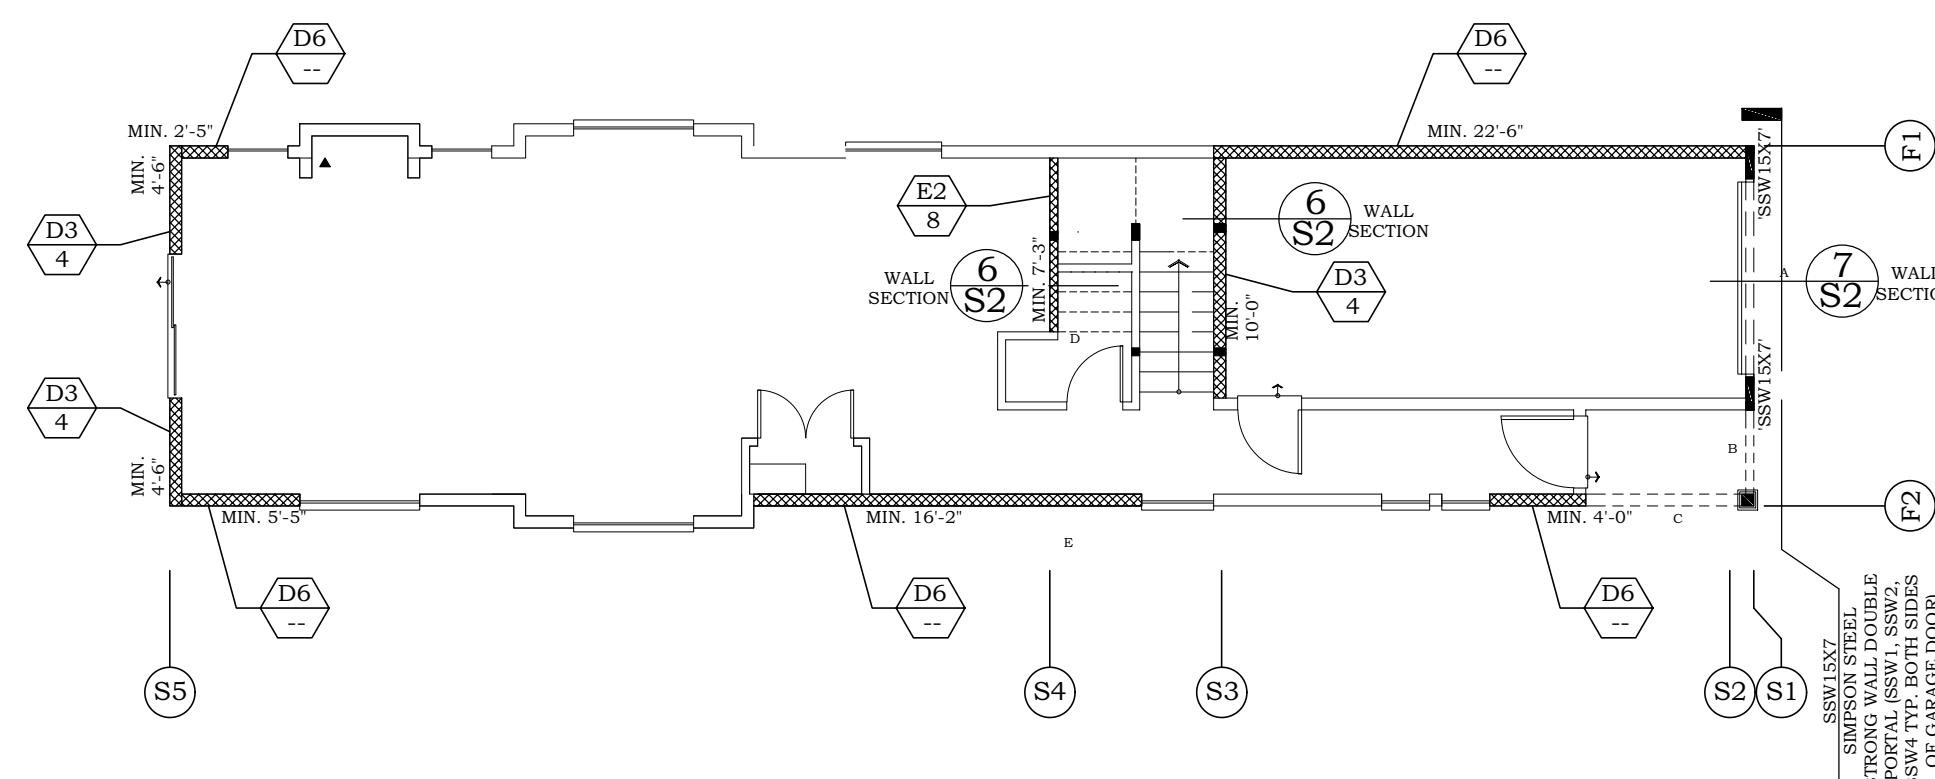 D6
--
D6
--
MIN. 2'-5"
MIN. 22'-6"
MIN.
4'-6"
'SSW15X7'
F1
E2
8
6
S2
WALL
SECTION
D3
4
7
S2
A
WALL
SECTIO
6
S2
WALL
SECTION
MIN. 7'-3"
D3
4
MIN.
10'-0"
D
'SSW15X7'
D3
4
B
MIN.
4'-6"
F2
MIN. 5'-5"
MIN. 16'-2"
MIN. 4'-0"
C
E
D6
--
D6
--
D6
--
S5
S4
S3
S2
S1
SSW15X7
SIMPSON STEEL
TRONG WALL DOUBLE
PORTAL (SSW1, SSW2,
SSW4 TYP. BOTH SIDES
OF GARAGE DOOR)